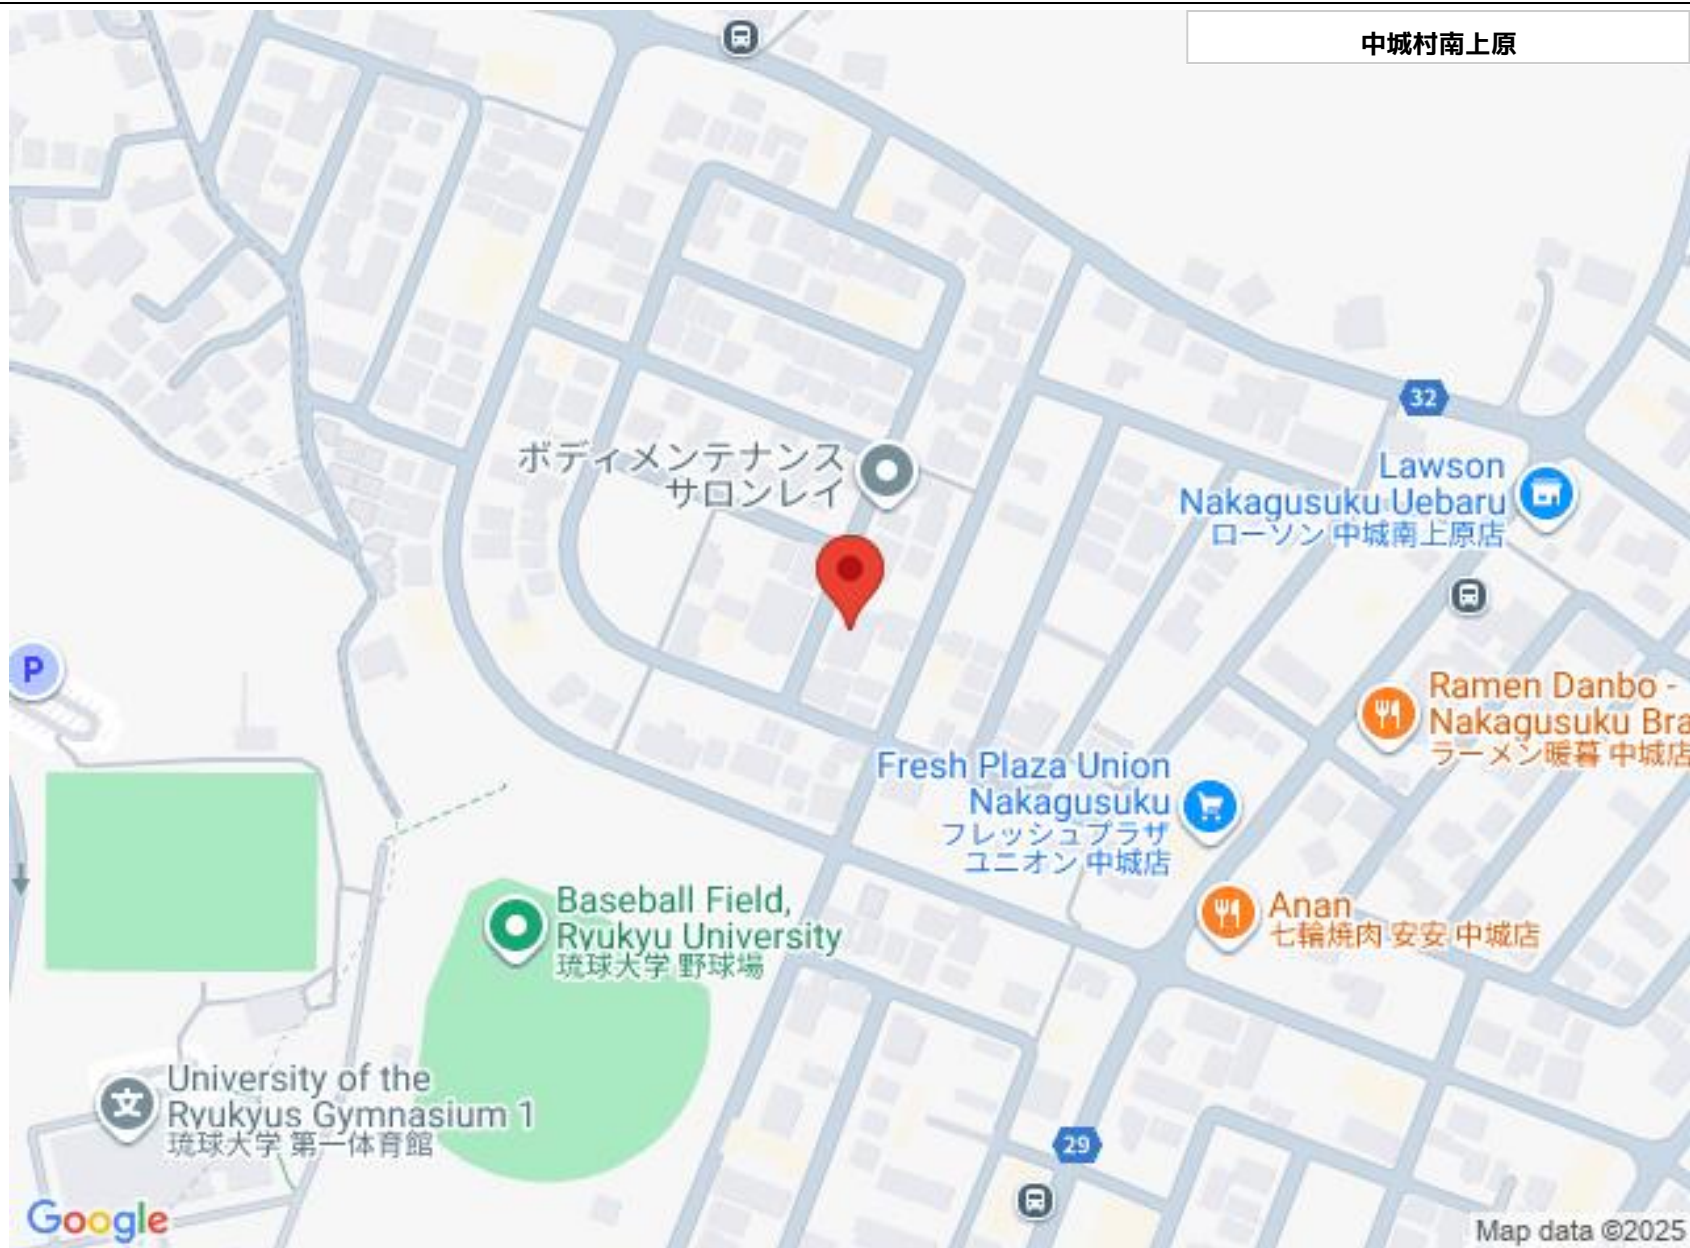 中城村南上原
32
ボディメンテナンス
サロンレイ
Lawson
Nakagusuku Uebaru
ローソン 中城南上原店
P
Ramen Danbo -
Nakagusuku Bra
ラーメン暖暮 中城店
Fresh Plaza Union
Nakagusuku
フレッシュプラザ
ユニオン 中城店
Baseball Field,
Ryukyu University
琉球大学 野球場
Anan
七輪焼肉 安安 中城店
University of the
Ryukyus Gymnasium 1
琉球大学 第一体育館
文
29
Google
Map data ©2025